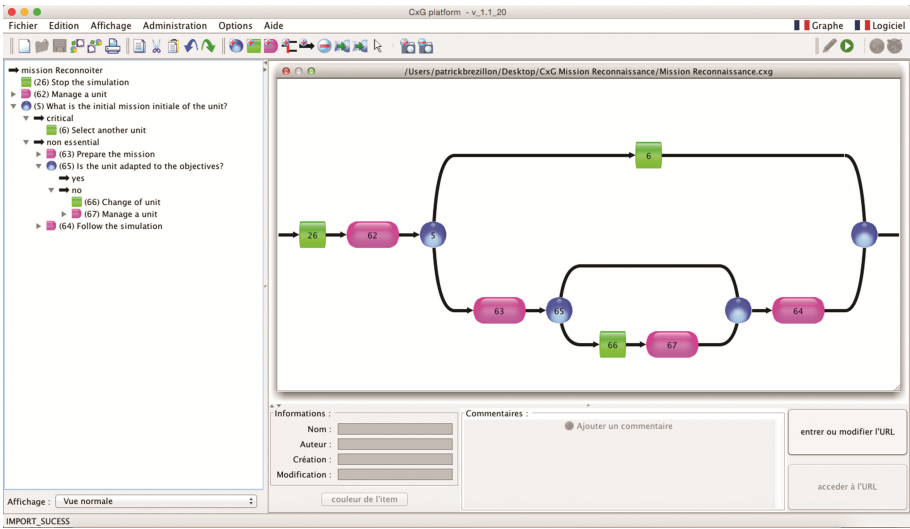 CxG platform - v_1.1_20
Fichier Edition Affichage Administration Options Aide
Graphe Logiciel
mission Reconnoiter
(26) Stop the simulation
(62) Manage a unit
(5) What is the initial mission initiale of the unit?
critical
(6) Select another unit
non essential
(63) Prepare the mission
(65) Is the unit adapted to the objectives?
yes
no
(66) Change of unit
(67) Manage a unit
(64) Follow the simulation
Affichage : Vue normale
/Users/patrickbrezillon/Desktop/CxG Mission Reconnaissance/Mission Reconnaissance.cxg
6
26 62 5
63 65 64
66 67
Informations :
Nom :
Auteur :
Création :
Modification :
couleur de l'item
Commentaires :
Ajouter un commentaire
entrer ou modifier l'URL
acceder à l'URL
IMPORT_SUCESS